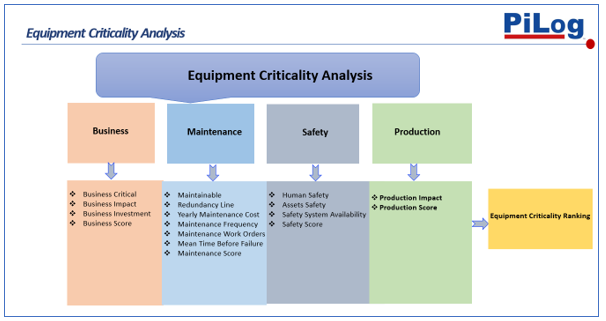 Equipment Criticality Analysis
PiLog
Equipment Criticality Analysis
Business
Maintenance
Safety
Production
Business Critical
Business Impact
Business Investment
Business Score
Maintainable
Redundancy Line
Yearly Maintenance Cost
Maintenance Frequency
Maintenance Work Orders
Mean Time Before Failure
Maintenance Score
Human Safety
Assets Safety
Safety System Availability
Safety Score
Production Impact
Production Score
Equipment Criticality Ranking